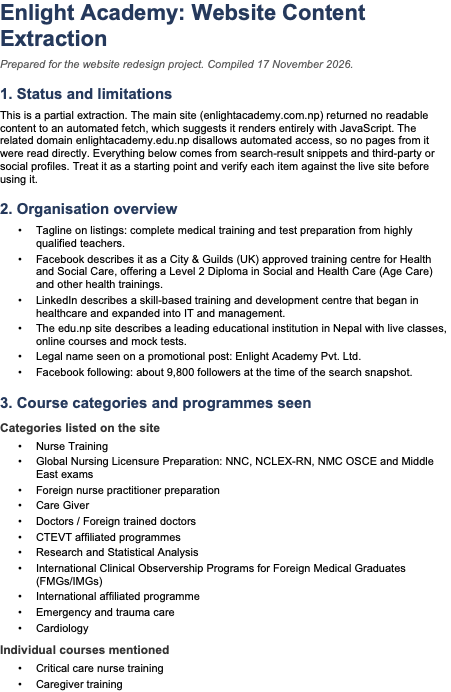 Enlight Academy: Website Content
Extraction
Prepared for the website redesign project. Compiled 17 November 2026.
1. Status and limitations
This is a partial extraction. The main site (enlightacademy.com.np) returned no readable
content to an automated fetch, which suggests it renders entirely with JavaScript. The
related domain enlightacademy.edu.np disallows automated access, so no pages from it
were read directly. Everything below comes from search-result snippets and third-party or
social profiles. Treat it as a starting point and verify each item against the live site before
using it.
2. Organisation overview
• Tagline on listings: complete medical training and test preparation from highly
qualified teachers.
• Facebook describes it as a City & Guilds (UK) approved training centre for Health
and Social Care, offering a Level 2 Diploma in Social and Health Care (Age Care)
and other health trainings.
• LinkedIn describes a skill-based training and development centre that began in
healthcare and expanded into IT and management.
• The edu.np site describes a leading educational institution in Nepal with live classes,
online courses and mock tests.
• Legal name seen on a promotional post: Enlight Academy Pvt. Ltd.
• Facebook following: about 9,800 followers at the time of the search snapshot.
3. Course categories and programmes seen
Categories listed on the site
• Nurse Training
• Global Nursing Licensure Preparation: NNC, NCLEX-RN, NMC OSCE and Middle
East exams
• Foreign nurse practitioner preparation
• Care Giver
• Doctors / Foreign trained doctors
• CTEVT affiliated programmes
• Research and Statistical Analysis
• International Clinical Observership Programs for Foreign Medical Graduates
(FMGs/IMGs)
• International affiliated programme
• Emergency and trauma care
• Cardiology
Individual courses mentioned
• Critical care nurse training
• Caregiver training